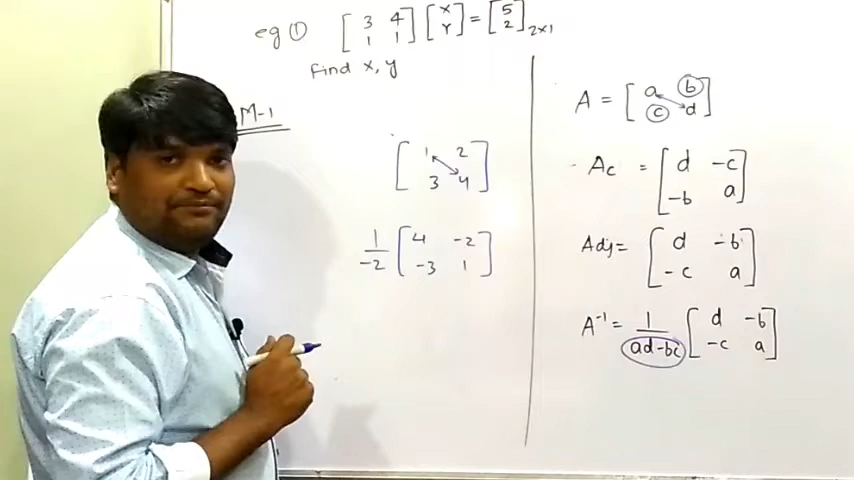 eg ① [3 4 1 1] [x Y] = [5 2] 2×1
Find x, y
M-1
[1 2
3 4]
1/-2 [4 -2
-3 1]
A = [a b
c d]
Ac = [d -c
-b a]
Adj = [d -b
-c a]
A⁻¹ = 1/ad-bc [d -b
-c a]